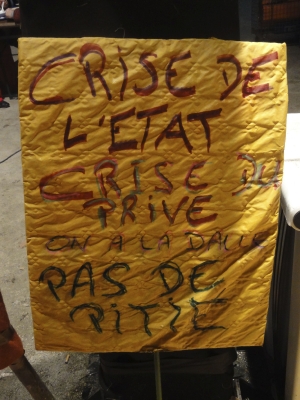 CRISE DE
L'ETAT
CRISE DU
PRIVE
ON A LA DALLE
PAS DE
PITIE